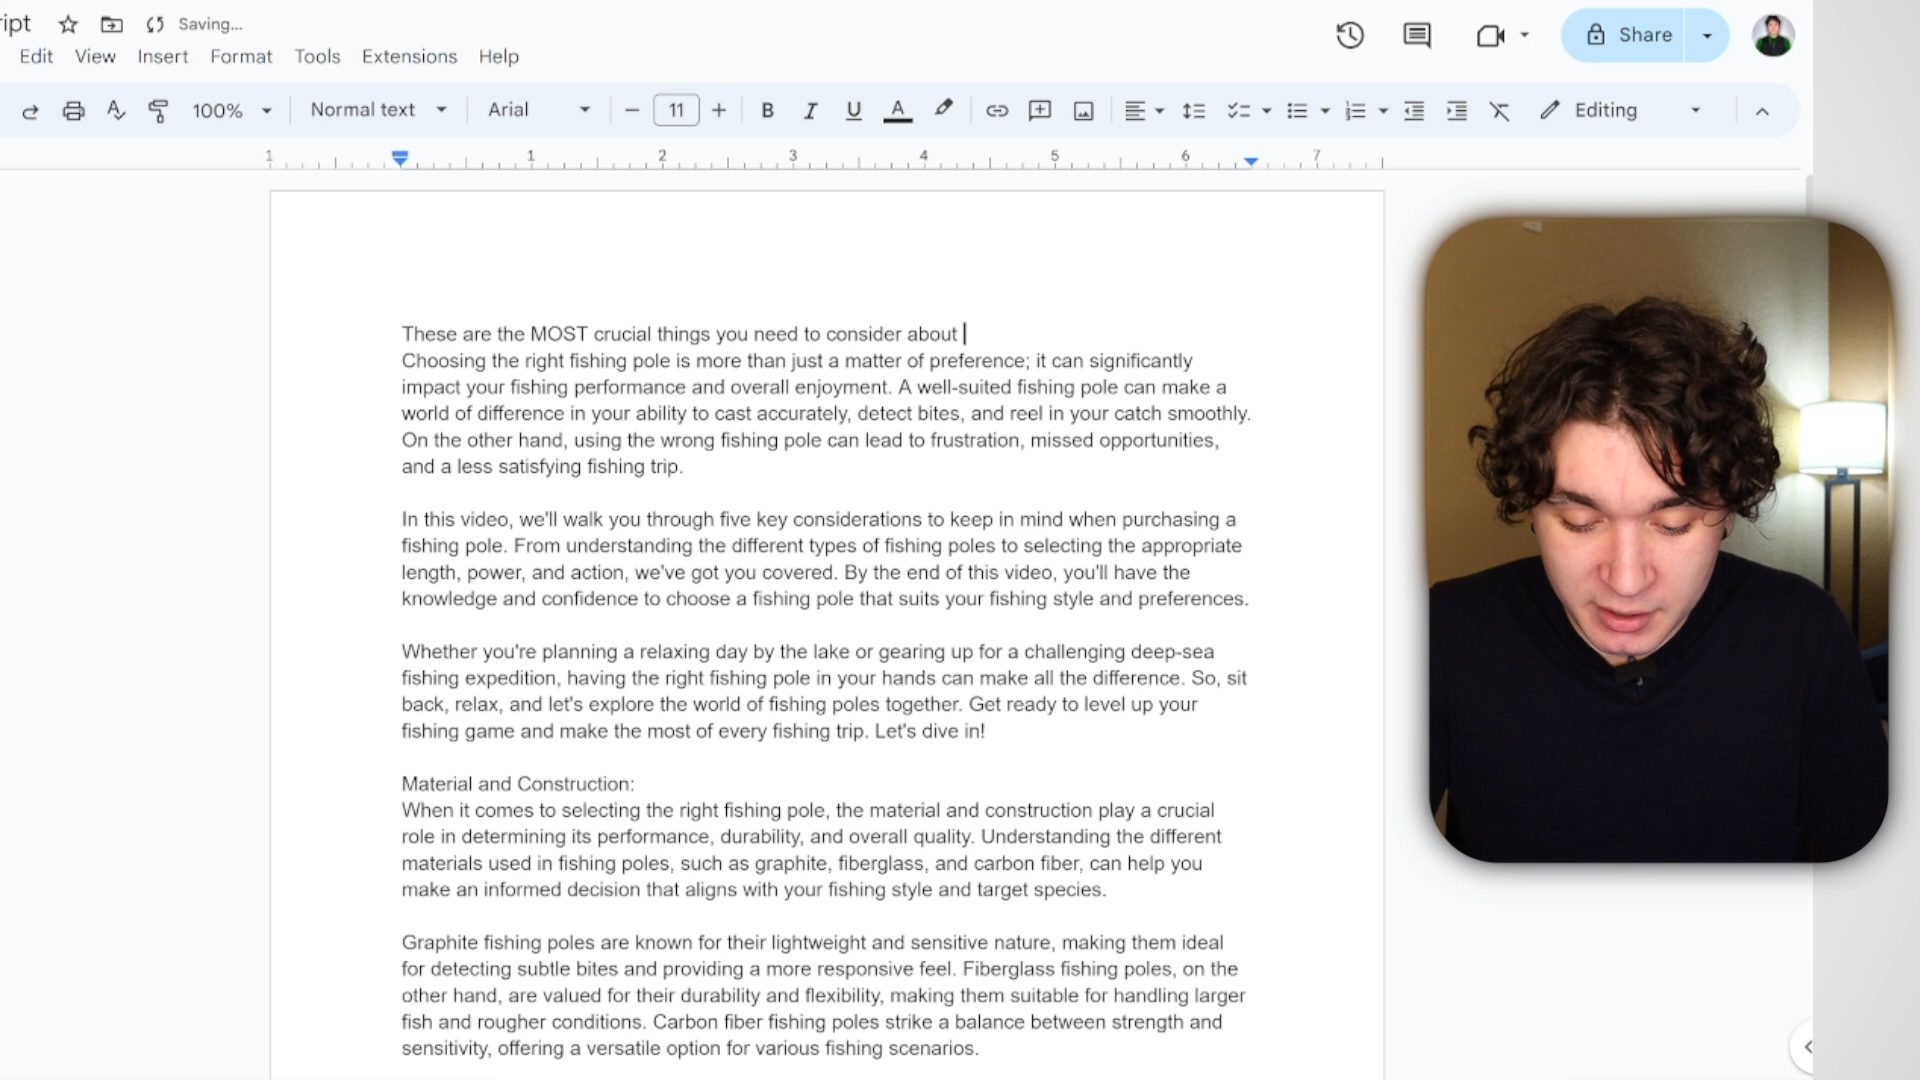 ript
Saving...
Edit View Insert Format Tools Extensions Help
Share
100% Normal text Arial 11 B I U A Editing
1 1 2 3 4 5 6 7
These are the MOST crucial things you need to consider about
Choosing the right fishing pole is more than just a matter of preference; it can significantly
impact your fishing performance and overall enjoyment. A well-suited fishing pole can make a
world of difference in your ability to cast accurately, detect bites, and reel in your catch smoothly.
On the other hand, using the wrong fishing pole can lead to frustration, missed opportunities,
and a less satisfying fishing trip.
In this video, we'll walk you through five key considerations to keep in mind when purchasing a
fishing pole. From understanding the different types of fishing poles to selecting the appropriate
length, power, and action, we've got you covered. By the end of this video, you'll have the
knowledge and confidence to choose a fishing pole that suits your fishing style and preferences.
Whether you're planning a relaxing day by the lake or gearing up for a challenging deep-sea
fishing expedition, having the right fishing pole in your hands can make all the difference. So, sit
back, relax, and let's explore the world of fishing poles together. Get ready to level up your
fishing game and make the most of every fishing trip. Let's dive in!
Material and Construction:
When it comes to selecting the right fishing pole, the material and construction play a crucial
role in determining its performance, durability, and overall quality. Understanding the different
materials used in fishing poles, such as graphite, fiberglass, and carbon fiber, can help you
make an informed decision that aligns with your fishing style and target species.
Graphite fishing poles are known for their lightweight and sensitive nature, making them ideal
for detecting subtle bites and providing a more responsive feel. Fiberglass fishing poles, on the
other hand, are valued for their durability and flexibility, making them suitable for handling larger
fish and rougher conditions. Carbon fiber fishing poles strike a balance between strength and
sensitivity, offering a versatile option for various fishing scenarios.